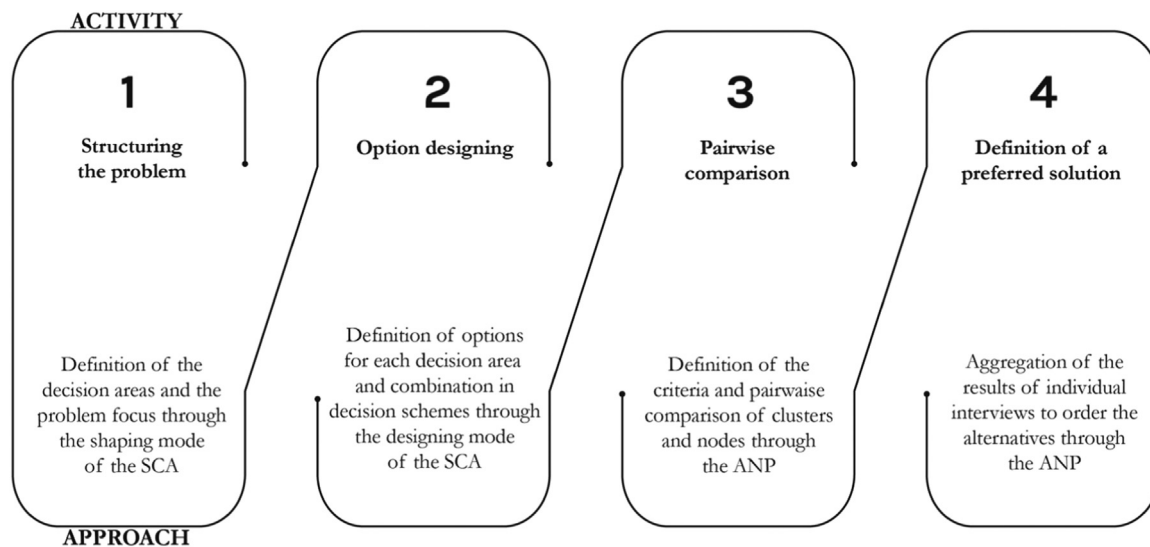 ACTIVITY
1
Structuring
the problem
Definition of the
decision areas and the
problem focus through
the shaping mode
of the SCA
2
Option designing
Definition of options
for each decision area
and combination in
decision schemes through
the designing mode
of the SCA
3
Pairwise
comparison
Definition of the
criteria and pairwaise
comparison of clusters
and nodes through
the ANP
4
Definition of a
preferred solution
Aggregation of the
results of individual
interviews to order the
alternatives through
the ANP
APPROACH